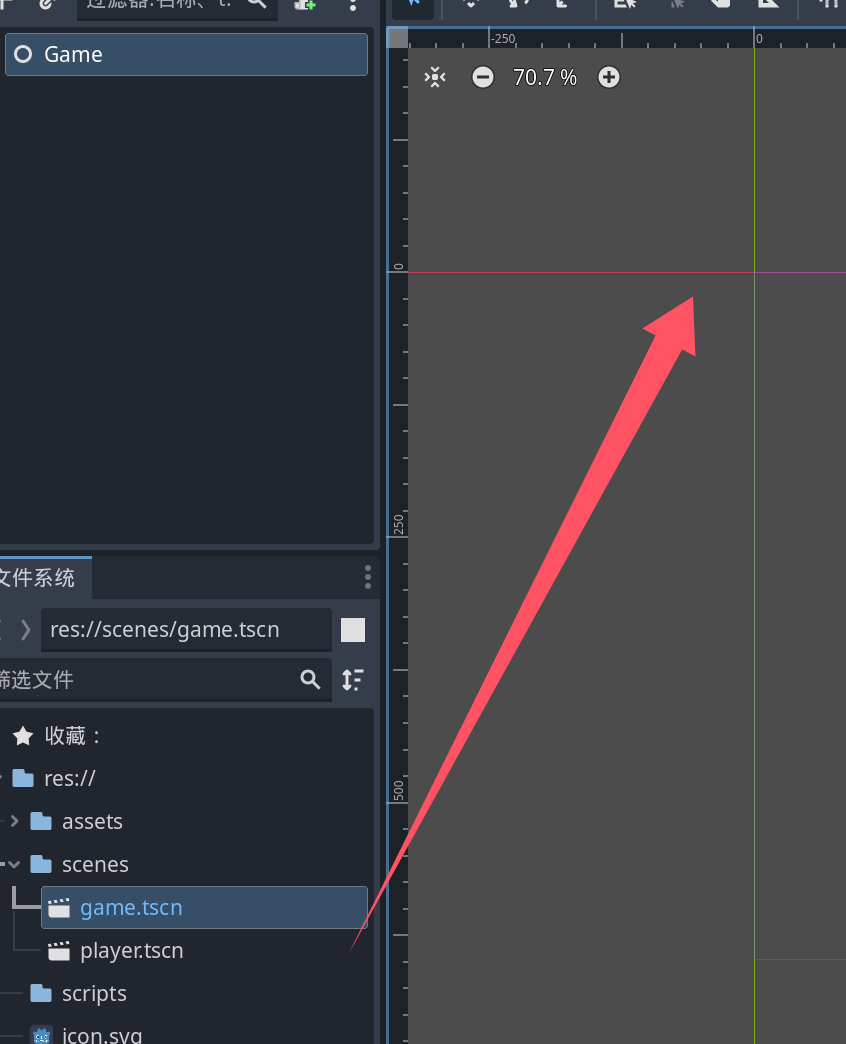 过滤器:名称、t:
Game
-250
0
70.7 %
0
250
500
文件系统
res://scenes/game.tscn
筛选文件
收藏：
res://
assets
scenes
game.tscn
player.tscn
scripts
icon.svg